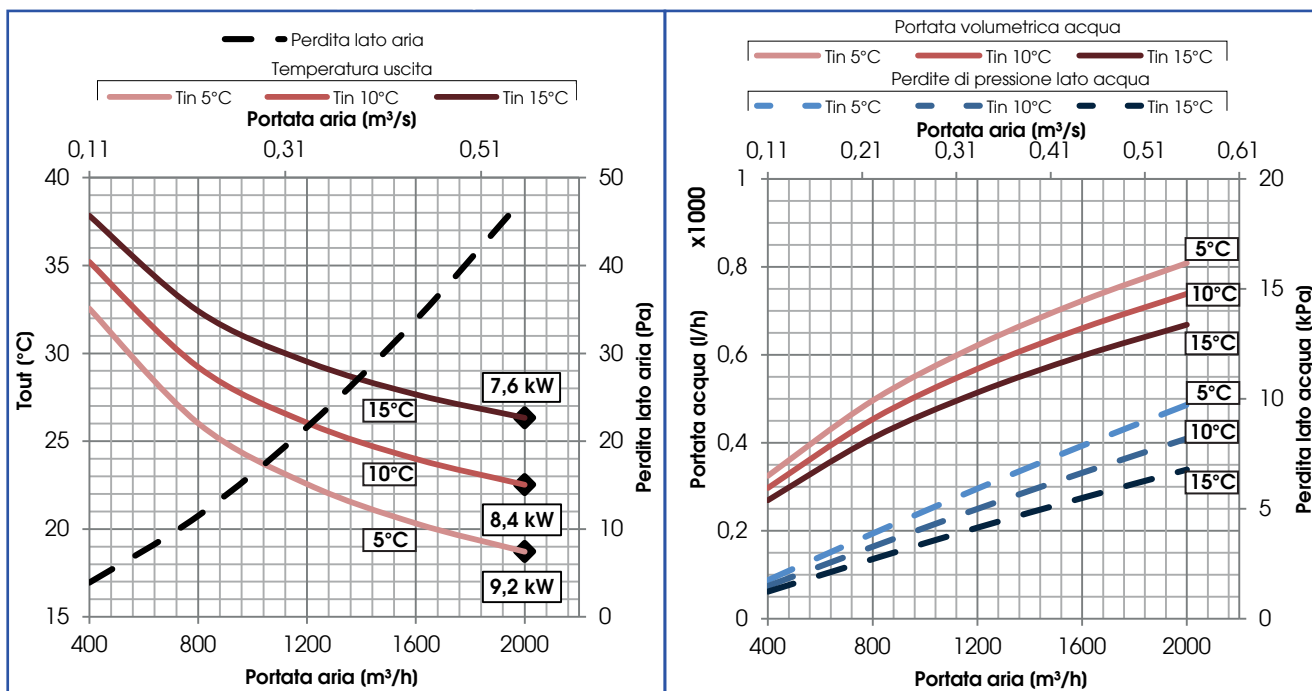 Perdita lato aria
Temperatura uscita
Tin 5°C Tin 10°C Tin 15°C
Portata aria (m³/s)
0,11 0,31 0,51
40 50
35 40
30 30
25 20
20 10
15 0
Tout (°C)
Perdita lato aria (Pa)
7,6 kW
15°C
10°C
8,4 kW
5°C
9,2 kW
400 800 1200 1600 2000
Portata aria (m³/h)
Portata volumetrica acqua
Tin 5°C Tin 10°C Tin 15°C
Perdite di pressione lato acqua
Tin 5°C Tin 10°C Tin 15°C
Portata aria (m³/s)
0,11 0,21 0,31 0,41 0,51 0,61
1 20
0,8 15
0,6 10
0,4 5
0,2
0 0
x1000
Portata acqua (l/h)
Perdita lato acqua (kPa)
5°C
10°C
15°C
5°C
10°C
15°C
400 800 1200 1600 2000
Portata aria (m³/h)